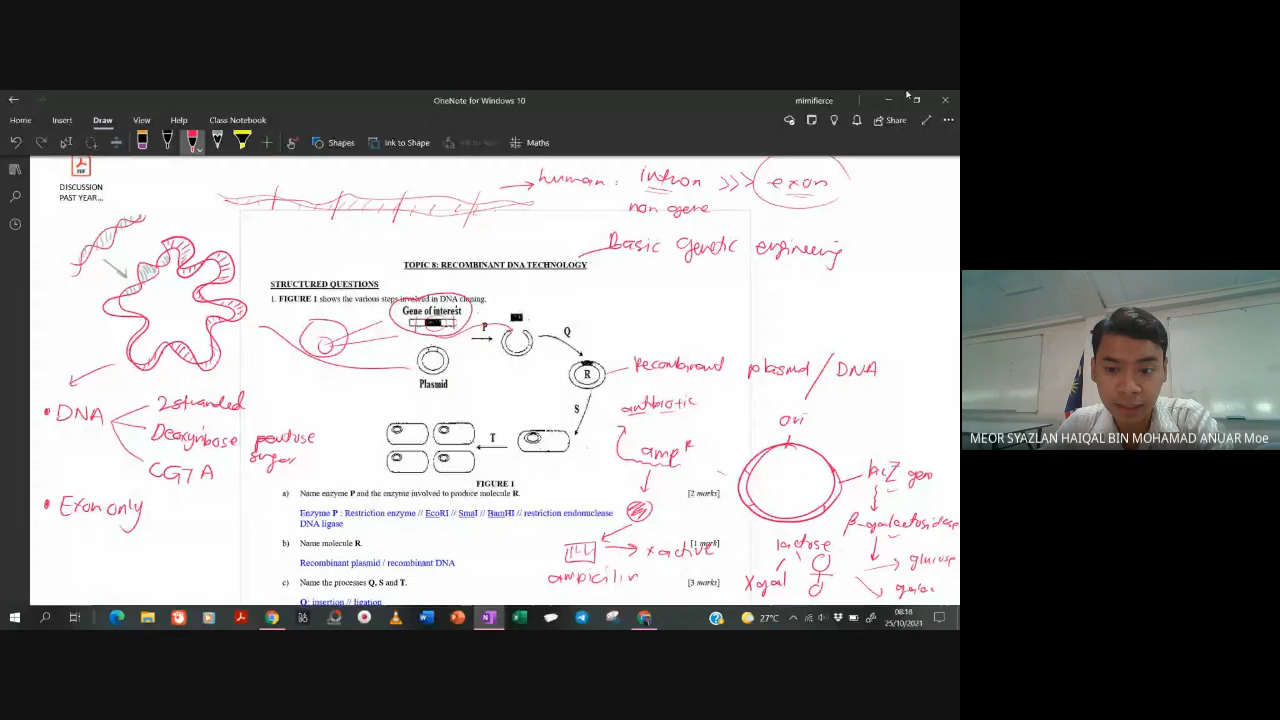 OneNote for Windows 10
mimifierce
Home Insert Draw View Help Class Notebook
Share
Shapes
Ink to Shape
Maths
PDF
DISCUSSION
PAST YEAR...
human : intron >>> exon
non gene
Basic Genetic engineering
TOPIC 8: RECOMBINANT DNA TECHNOLOGY
STRUCTURED QUESTIONS
1. FIGURE 1 shows the various steps involved in DNA cloning.
Gene of interest
P
Q
Plasmid
R
S
T
recombinant plasmid / DNA
antibiotic
amp R
ampicilin
x active
ori
lacZ gene
β-galactosidase
lactose
glucose
X gal
• DNA
2 stranded
Deoxyribose pentose
sugar
CGTA
• Exon only
FIGURE 1
a) Name enzyme P and the enzyme involved to produce molecule R. [2 marks]
Enzyme P : Restriction enzyme // EcoRI // SmaI // BamHI // restriction endonuclease
DNA ligase
b) Name molecule R. [1 mark]
Recombinant plasmid / recombinant DNA
c) Name the processes Q, S and T. [3 marks]
Q: insertion // ligation
MEOR SYAZLAN HAIQAL BIN MOHAMAD ANUAR Moe
27°C
08:18
25/10/2021